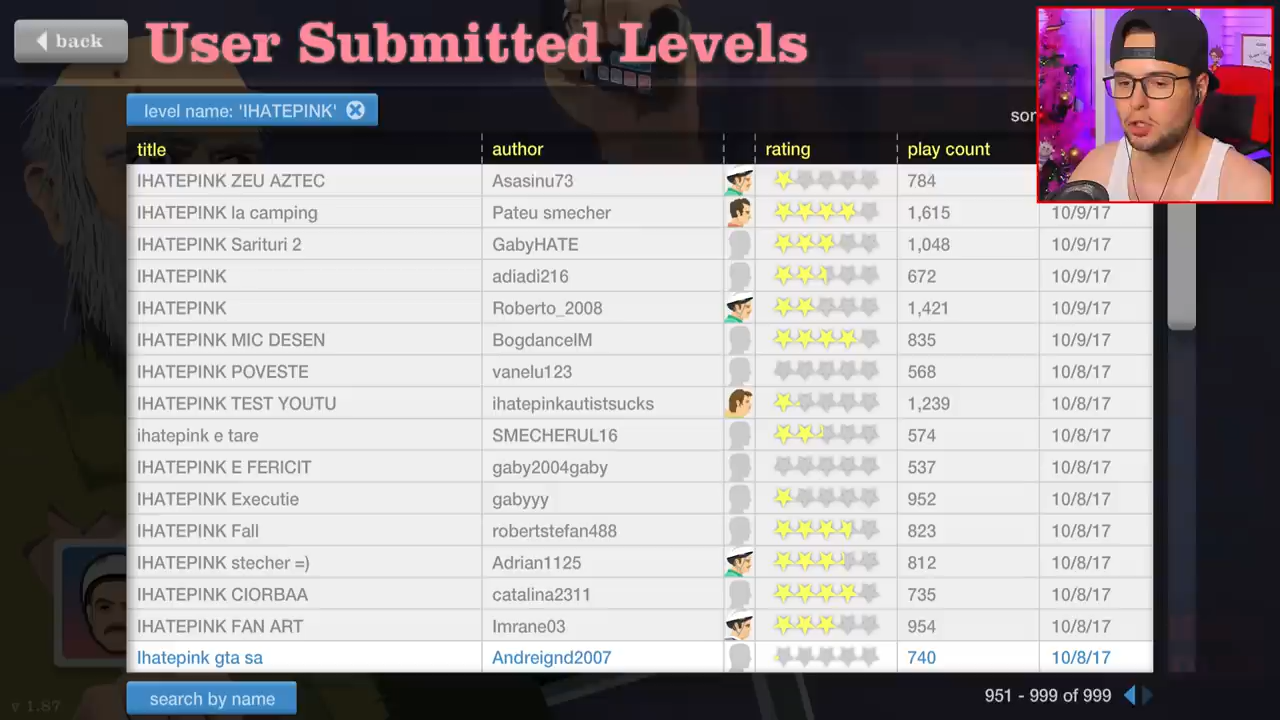 back
User Submitted Levels
level name: 'IHATEPINK'
sor
title author rating play count
IHATEPINK ZEU AZTEC Asasinu73 784
IHATEPINK la camping Pateu smecher 1,615 10/9/17
IHATEPINK Sarituri 2 GabyHATE 1,048 10/9/17
IHATEPINK adiadi216 672 10/9/17
IHATEPINK Roberto_2008 1,421 10/9/17
IHATEPINK MIC DESEN BogdanceIM 835 10/9/17
IHATEPINK POVESTE vanelu123 568 10/8/17
IHATEPINK TEST YOUTU ihatepinkautistsucks 1,239 10/8/17
ihatepink e tare SMECHERUL16 574 10/8/17
IHATEPINK E FERICIT gaby2004gaby 537 10/8/17
IHATEPINK Executie gabyyy 952 10/8/17
IHATEPINK Fall robertstefan488 823 10/8/17
IHATEPINK stecher =) Adrian1125 812 10/8/17
IHATEPINK CIORBAA catalina2311 735 10/8/17
IHATEPINK FAN ART Imrane03 954 10/8/17
Ihatepink gta sa Andreignd2007 740 10/8/17
v 1.87
search by name
951 - 999 of 999